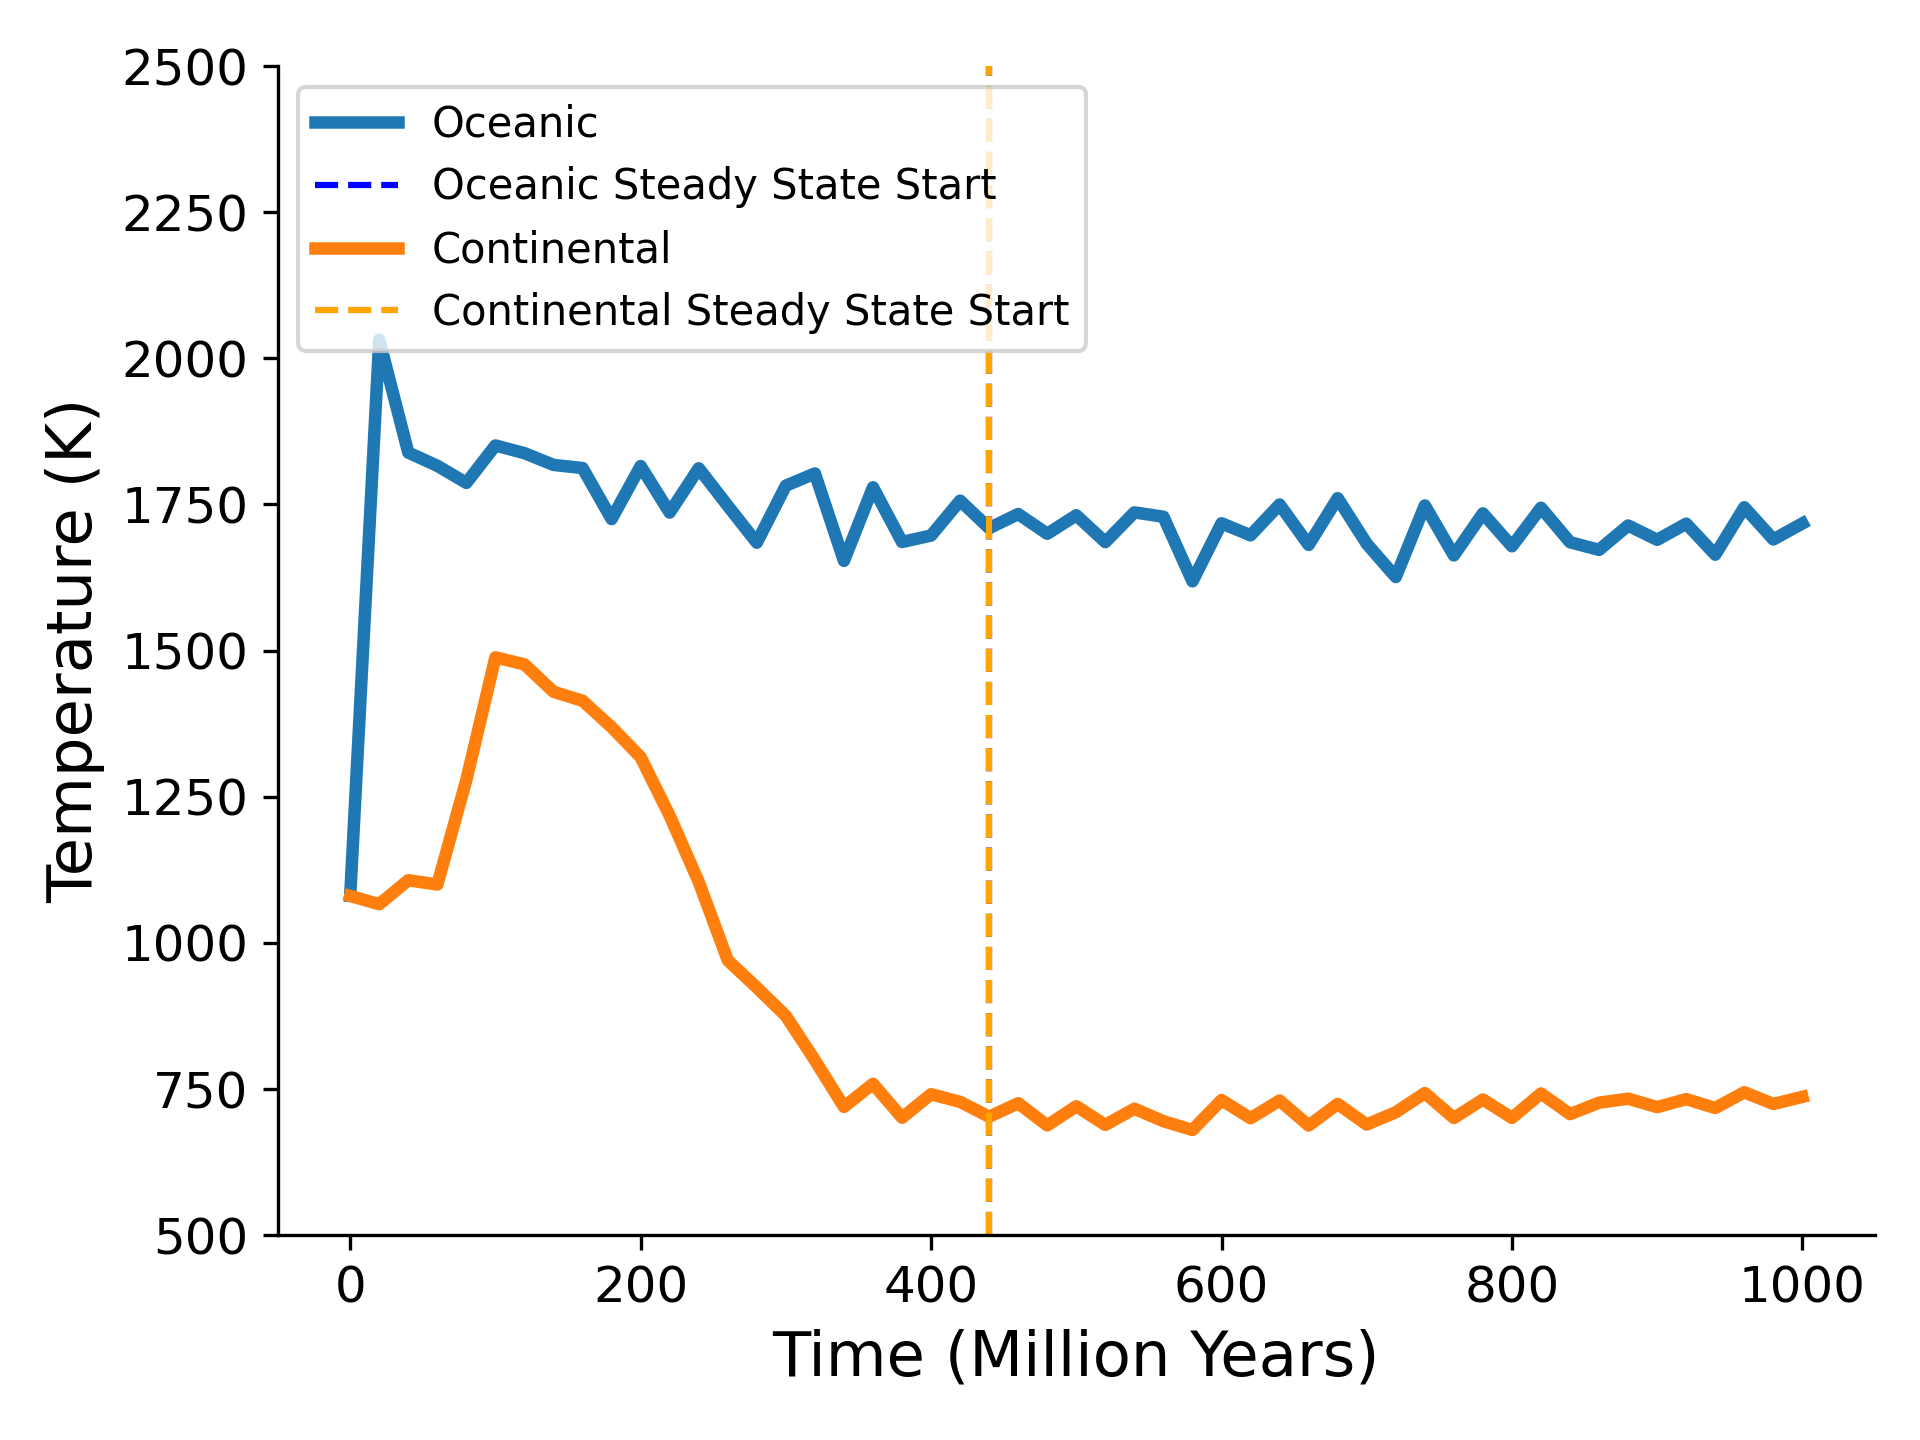 2500
2250
2000
1750
1500
1250
1000
750
500
Temperature (K)
Oceanic
Oceanic Steady State Start
Continental
Continental Steady State Start
0 200 400 600 800 1000
Time (Million Years)